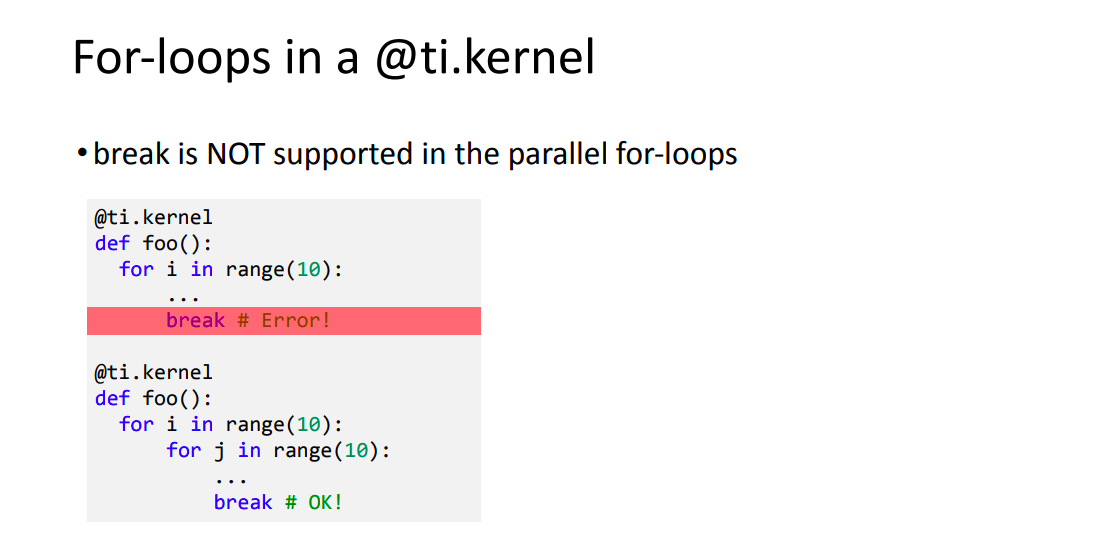 For-loops in a @ti.kernel
•break is NOT supported in the parallel for-loops
@ti.kernel
def foo():
  for i in range(10):
      ...
      break # Error!
@ti.kernel
def foo():
  for i in range(10):
      for j in range(10):
          ...
          break # OK!